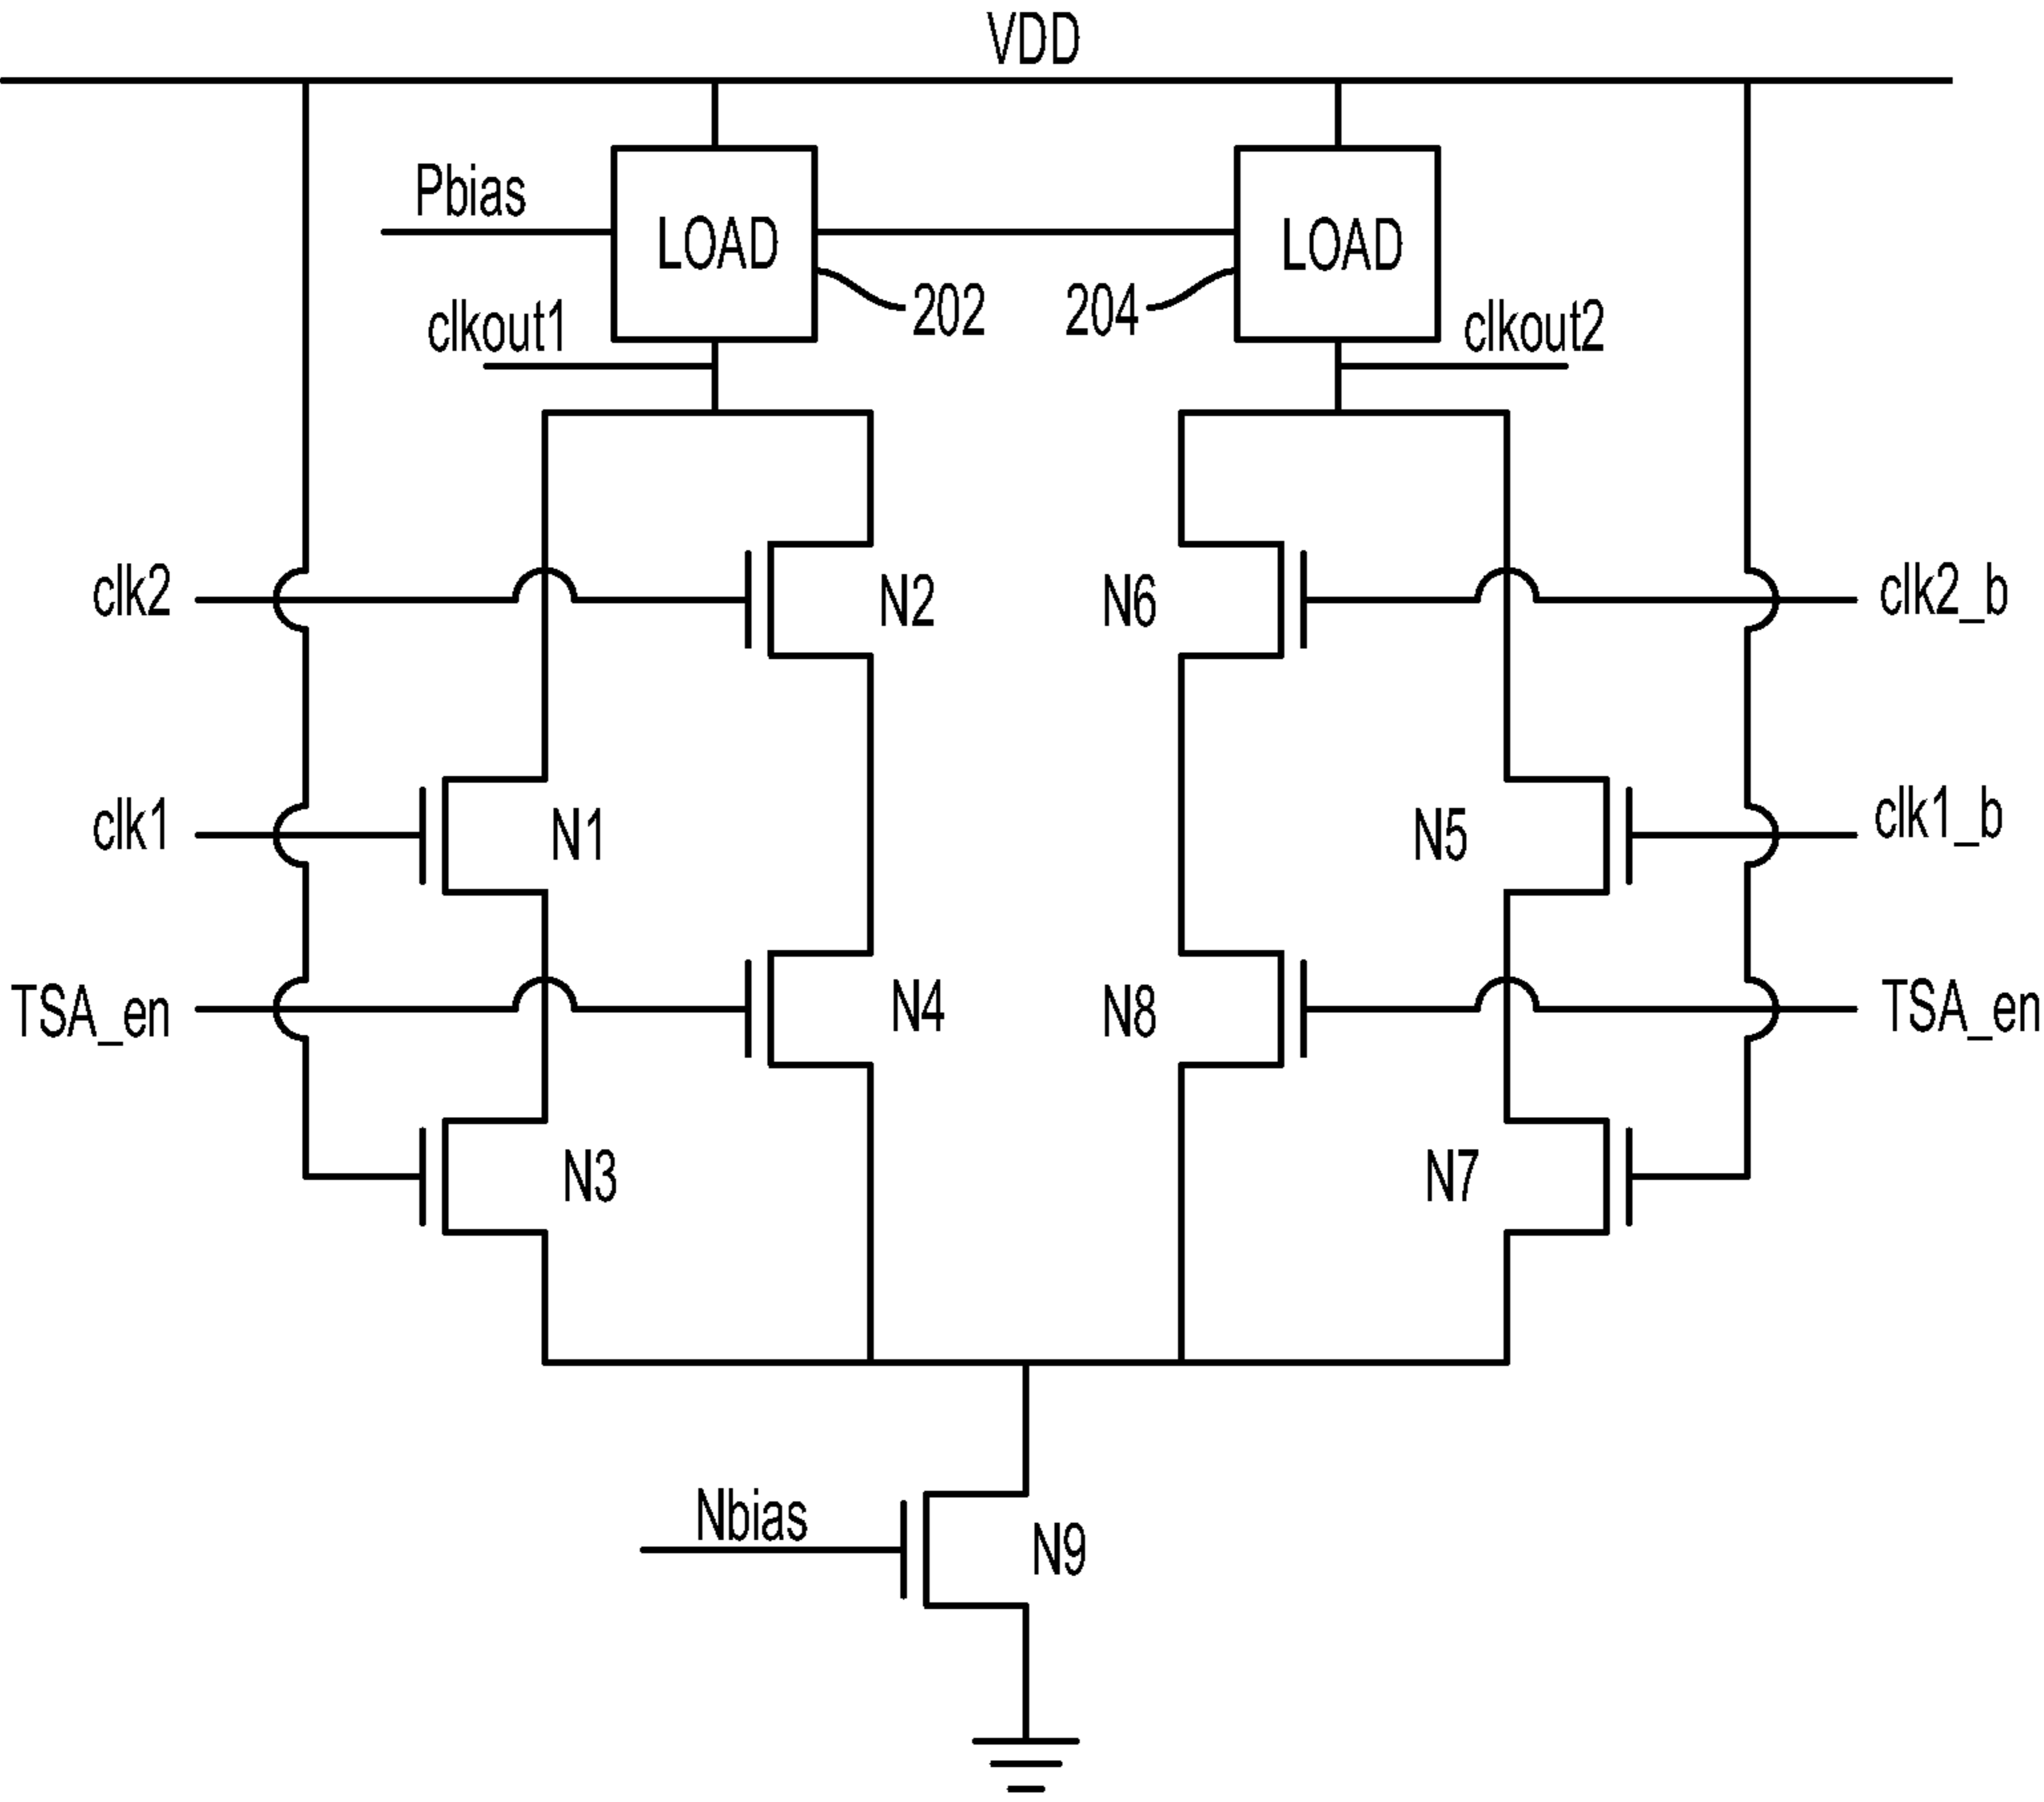 VDD
Pbias
LOAD
LOAD
202
204
clkout1
clkout2
clk2
N2
N6
clk2_b
clk1
N1
N5
clk1_b
TSA_en
N4
N8
TSA_en
N3
N7
Nbias
N9